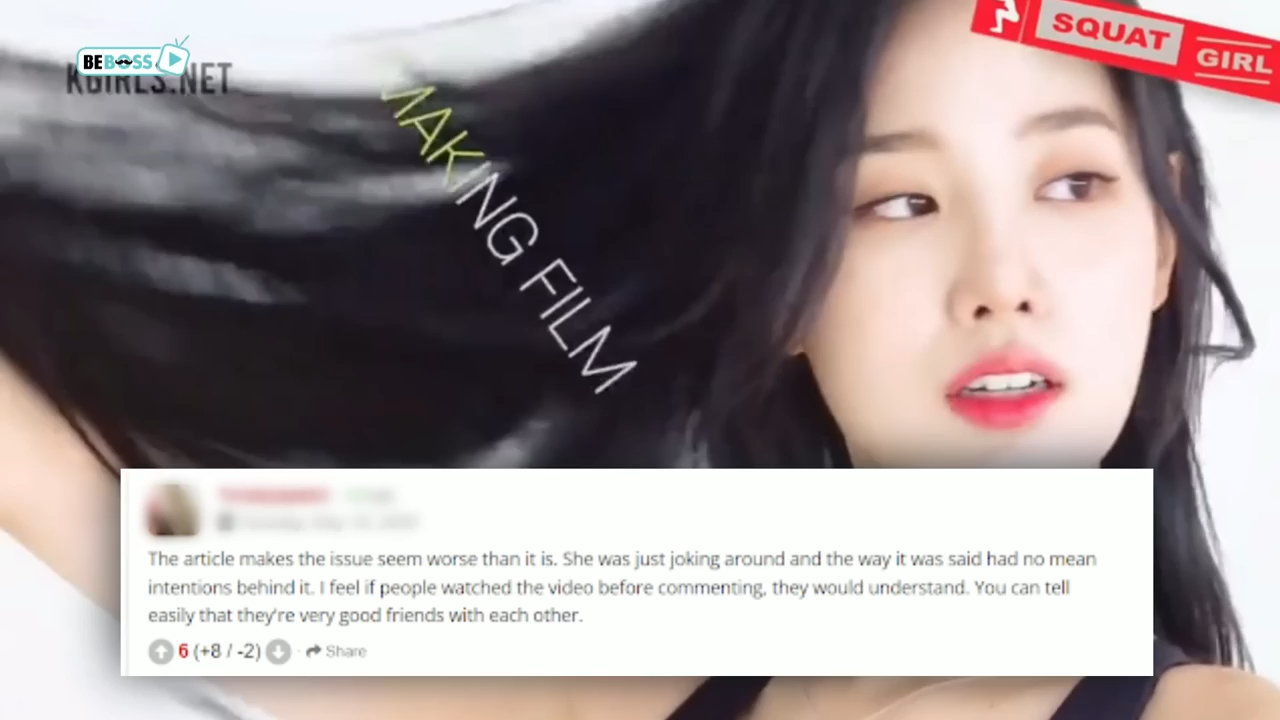 SQUAT
GIRL
BEBOSS
KGIRLS.NET
MAKING FILM
The article makes the issue seem worse than it is. She was just joking around and the way it was said had no mean
intentions behind it. I feel if people watched the video before commenting, they would understand. You can tell
easily that they're very good friends with each other.
6 (+8 / -2) · Share